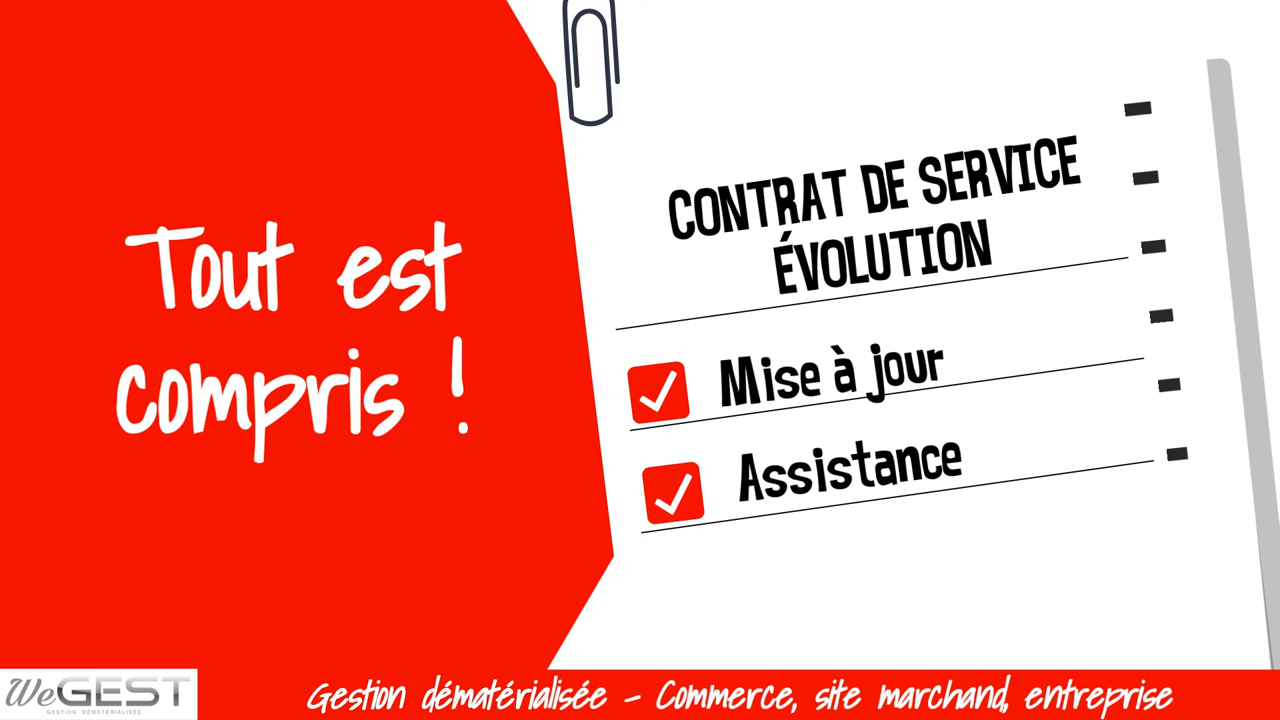 Tout est
compris !
CONTRAT DE SERVICE
ÉVOLUTION
Mise à jour
Assistance
WeGEST
GESTION DÉMATÉRIALISÉE
Gestion dématérialisée - Commerce, site marchand, entreprise